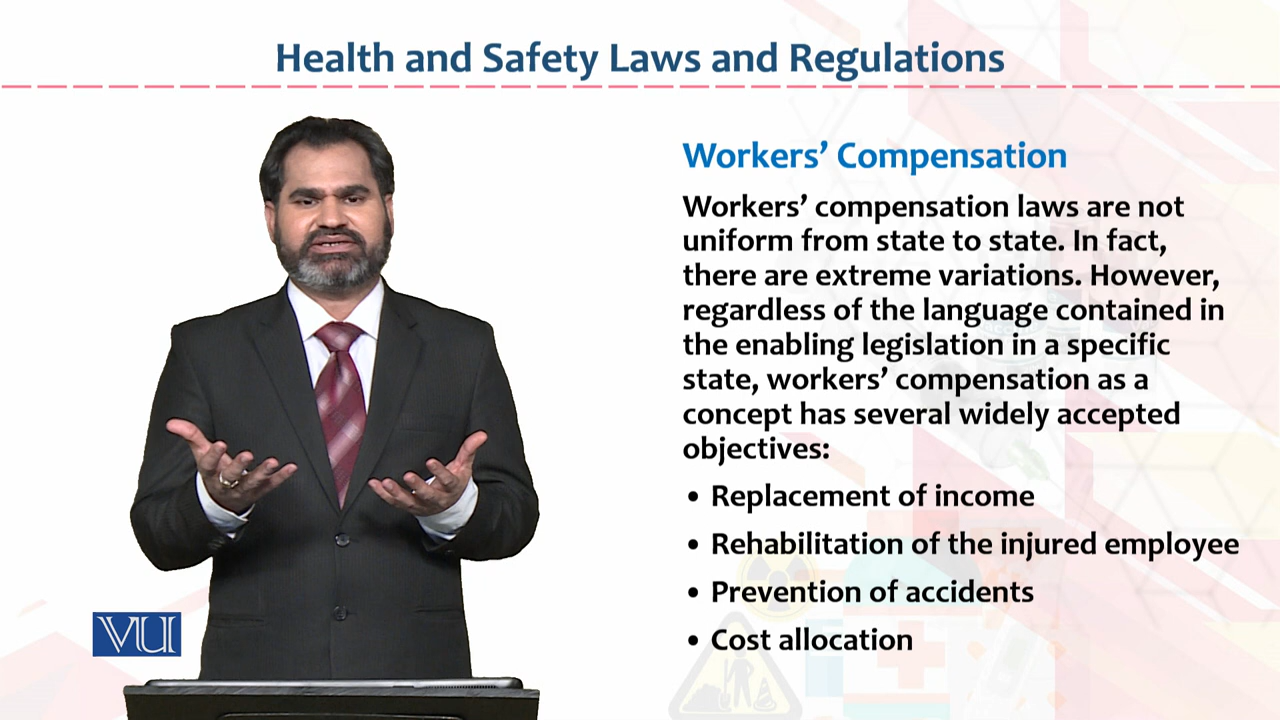 Health and Safety Laws and Regulations
Workers’ Compensation
Workers’ compensation laws are not
uniform from state to state. In fact,
there are extreme variations. However,
regardless of the language contained in
the enabling legislation in a specific
state, workers’ compensation as a
concept has several widely accepted
objectives:
• Replacement of income
• Rehabilitation of the injured employee
• Prevention of accidents
• Cost allocation
VU